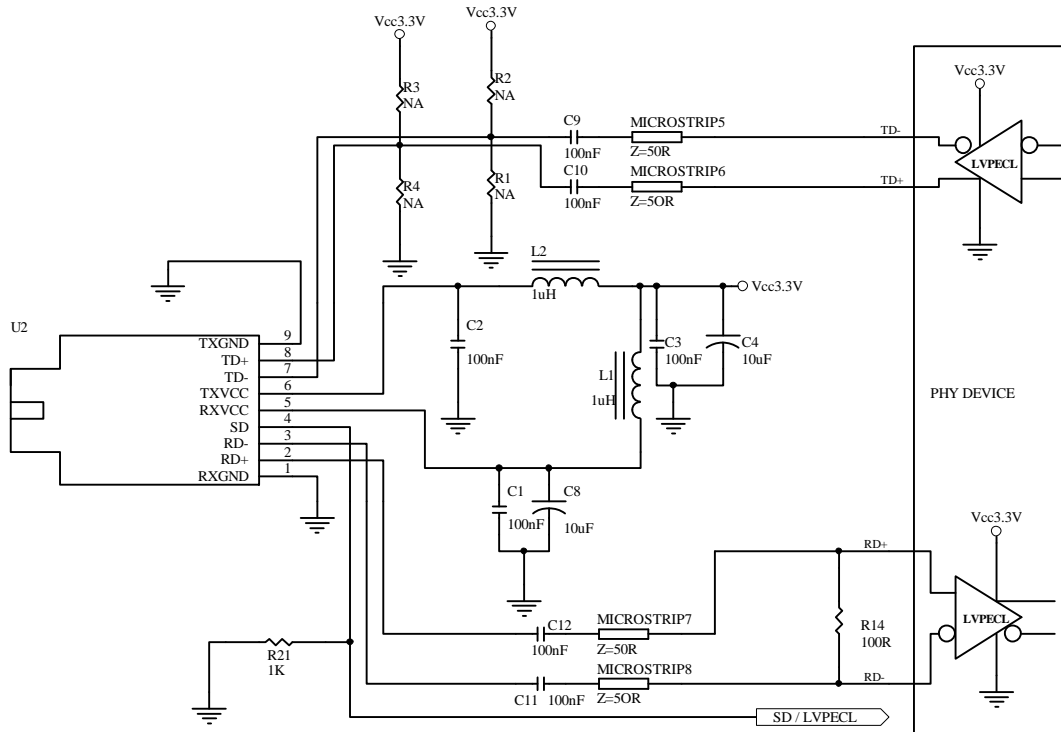 Vcc3.3V
Vcc3.3V
R3
NA
R2
NA
Vcc3.3V
C9
100nF
MICROSTRIP5
Z=50R
TD-
LVPECL
C10
100nF
MICROSTRIP6
Z=5OR
TD+
R4
NA
R1
NA
L2
1uH
Vcc3.3V
C2
100nF
C3
100nF
C4
10uF
L1
1uH
PHY DEVICE
U2
TXGND 9
TD+ 8
TD- 7
TXVCC 6
RXVCC 5
SD 4
RD- 3
RD+ 2
RXGND 1
C1
100nF
C8
10uF
Vcc3.3V
RD+
LVPECL
C12
100nF
MICROSTRIP7
Z=50R
R14
100R
R21
1K
C11
100nF
MICROSTRIP8
Z=5OR
RD-
SD / LVPECL